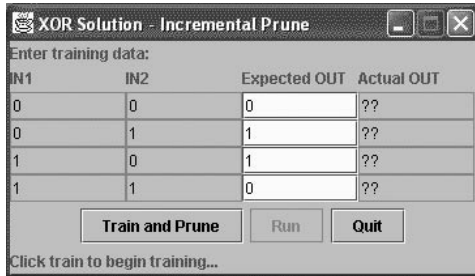 XOR Solution - Incremental Prune
Enter training data:
IN1 IN2 Expected OUT Actual OUT
0 0 0 ??
0 1 1 ??
1 0 1 ??
1 1 0 ??
Train and Prune Run Quit
Click train to begin training...